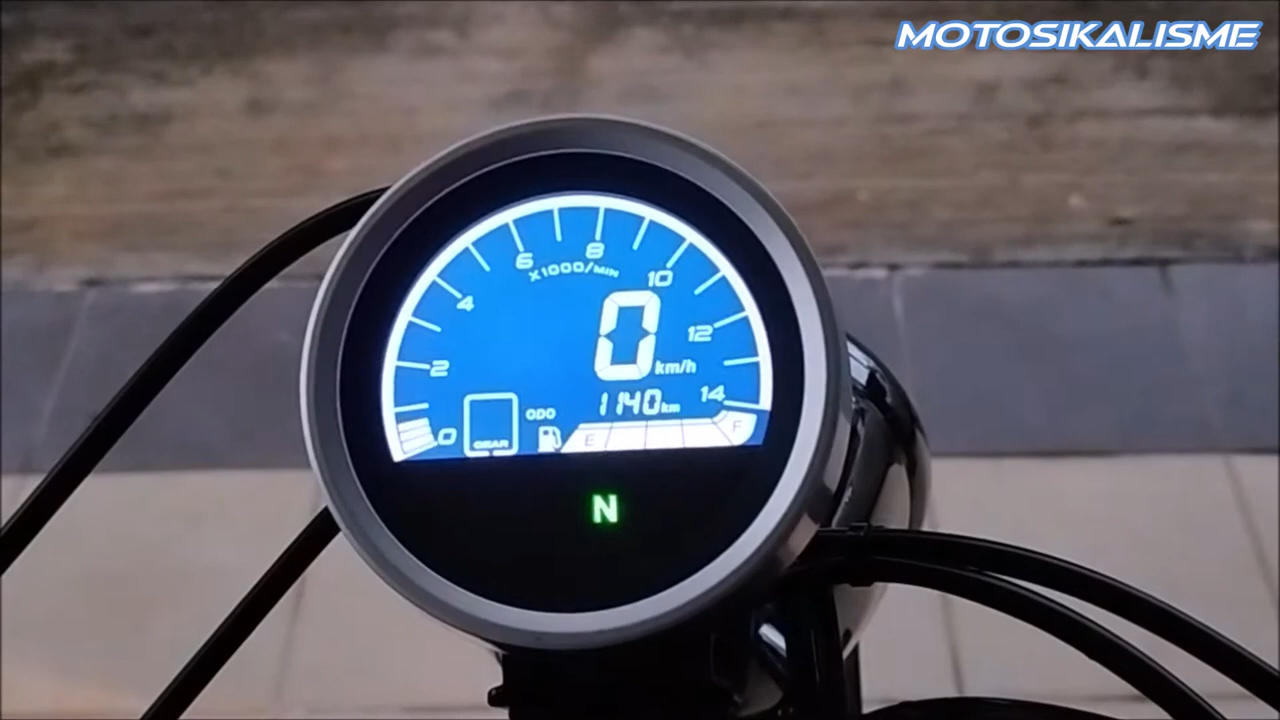 MOTOSIKALISME
8
6
X1000/MIN
10
4
0
12
km/h
2
14
1140km
ODO
0
GEAR
E
F
N